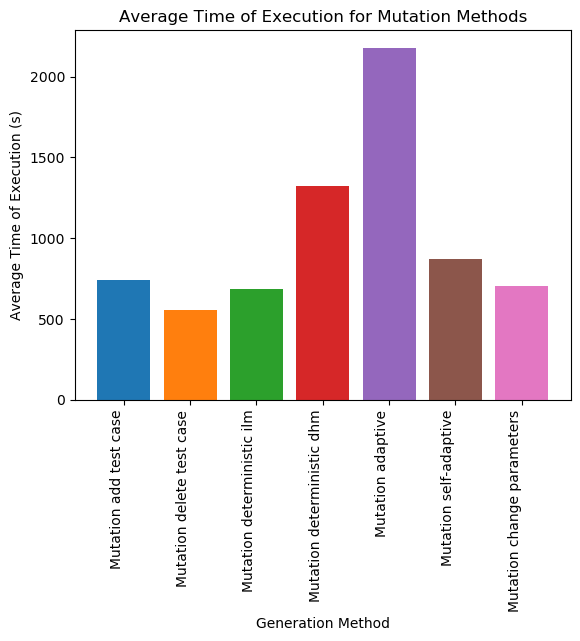 Average Time of Execution for Mutation Methods
Average Time of Execution (s)
2000
1500
1000
500
0
Mutation add test case
Mutation delete test case
Mutation deterministic ilm
Mutation deterministic dhm
Mutation adaptive
Mutation self-adaptive
Mutation change parameters
Generation Method